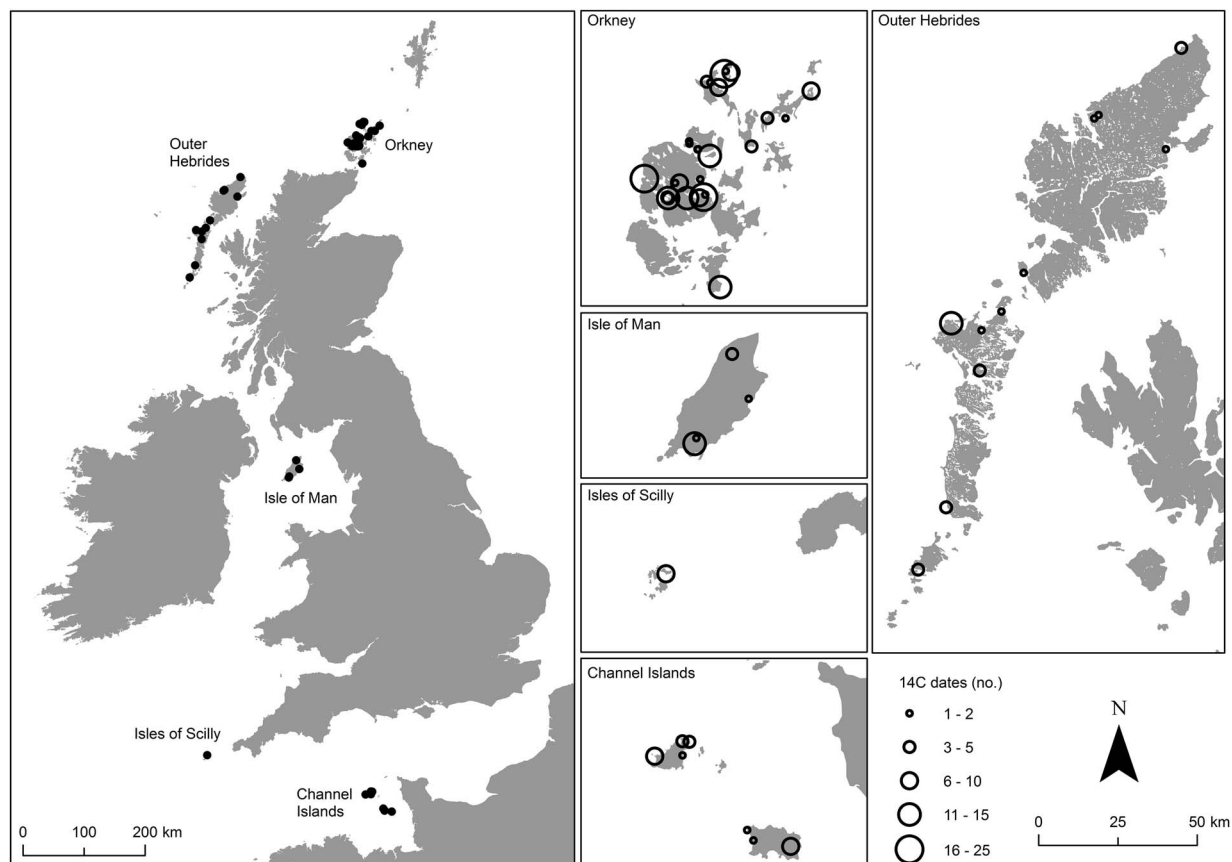 Outer
Hebrides
Orkney
Isle of Man
Isles of Scilly
Channel
Islands
0 100 200 km
Orkney
Isle of Man
Isles of Scilly
Channel Islands
Outer Hebrides
14C dates (no.)
1 - 2
3 - 5
6 - 10
11 - 15
16 - 25
N
0 25 50 km